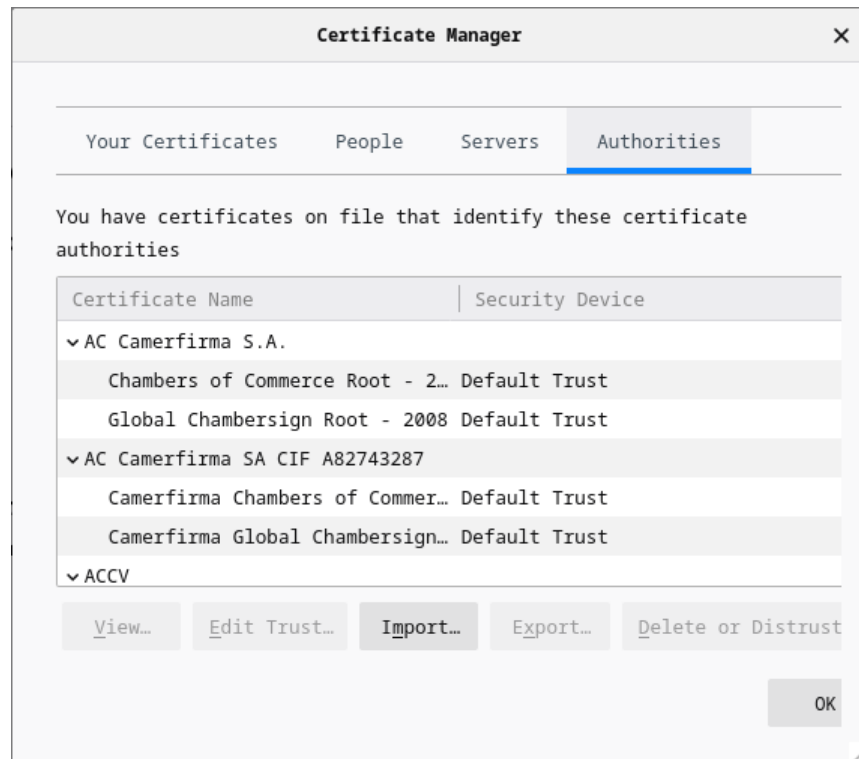 Certificate Manager
Your Certificates People Servers Authorities
You have certificates on file that identify these certificate
authorities
Certificate Name Security Device
AC Camerfirma S.A.
Chambers of Commerce Root - 2… Default Trust
Global Chambersign Root - 2008 Default Trust
AC Camerfirma SA CIF A82743287
Camerfirma Chambers of Commer… Default Trust
Camerfirma Global Chambersign… Default Trust
ACCV
View… Edit Trust… Import… Export… Delete or Distrust
OK